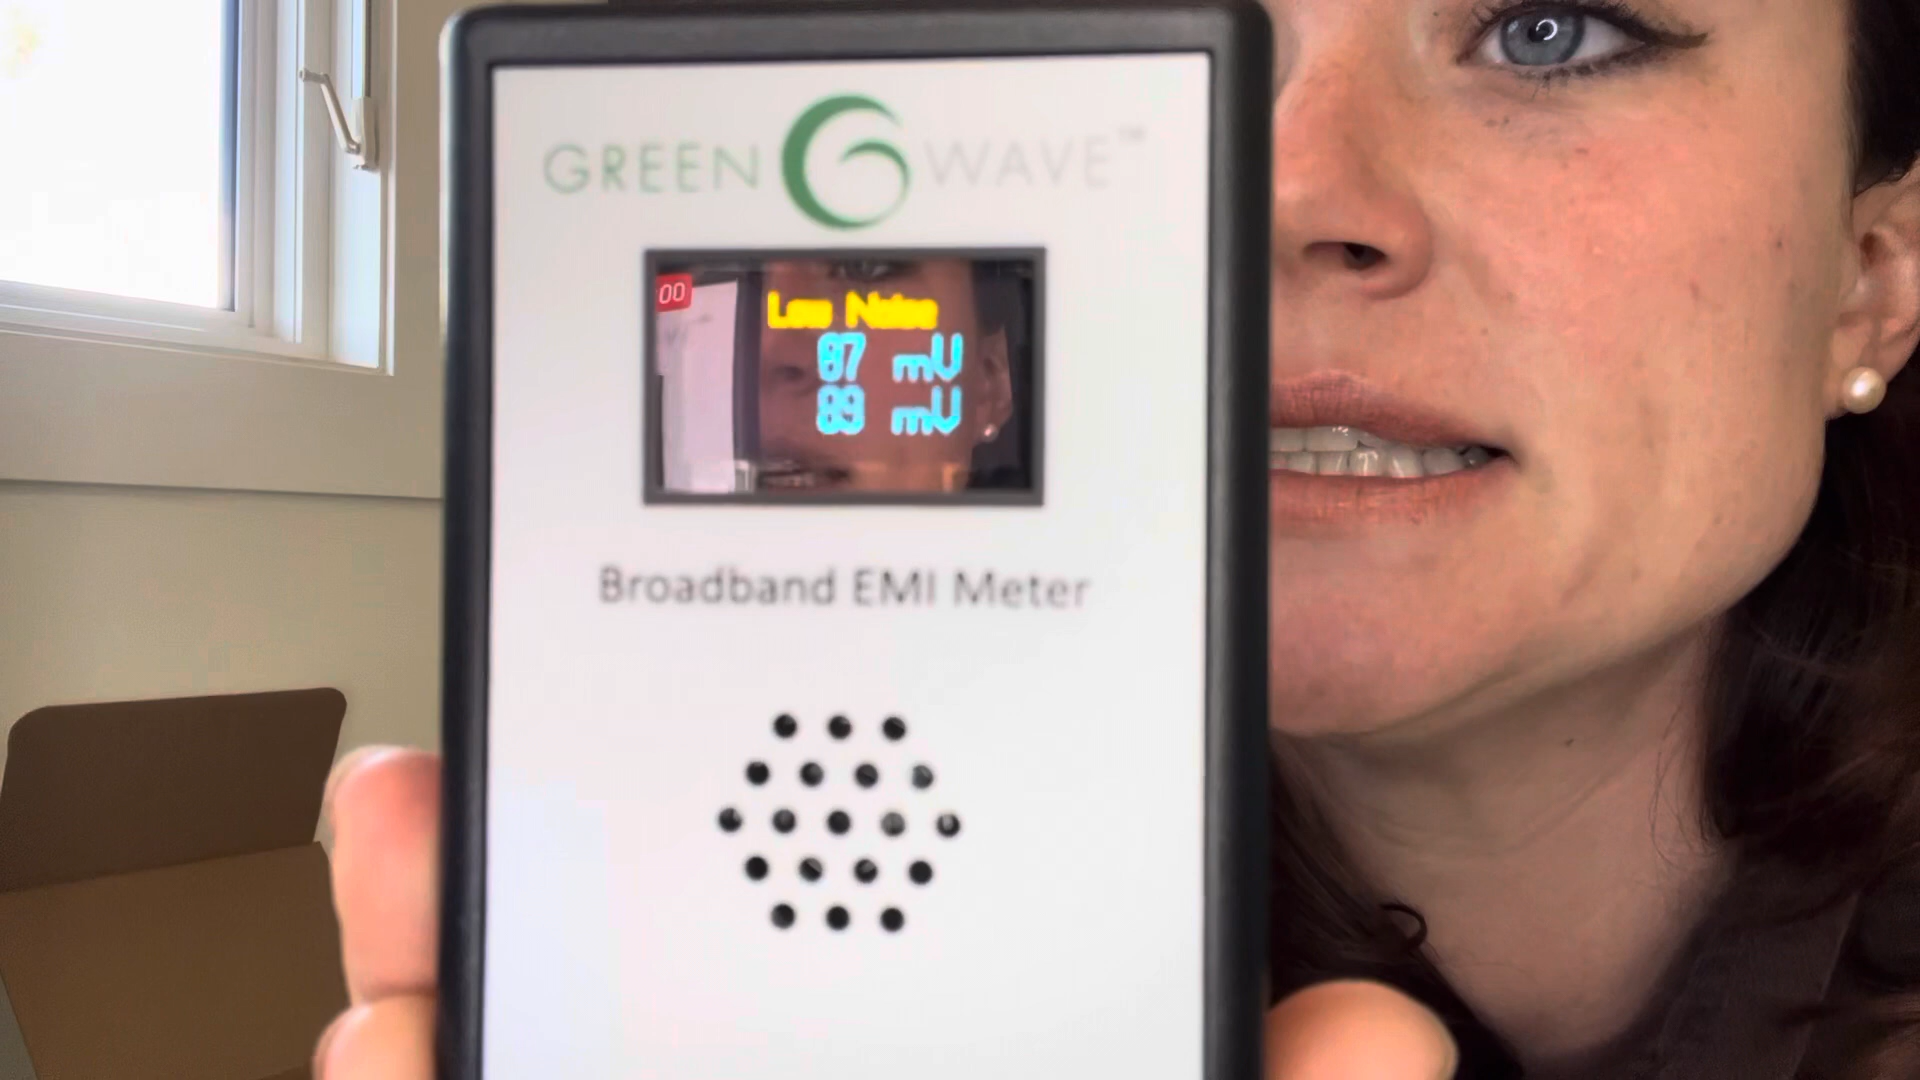 GREEN WAVE™
00
Low Noise
87 mV
89 mV
Broadband EMI Meter